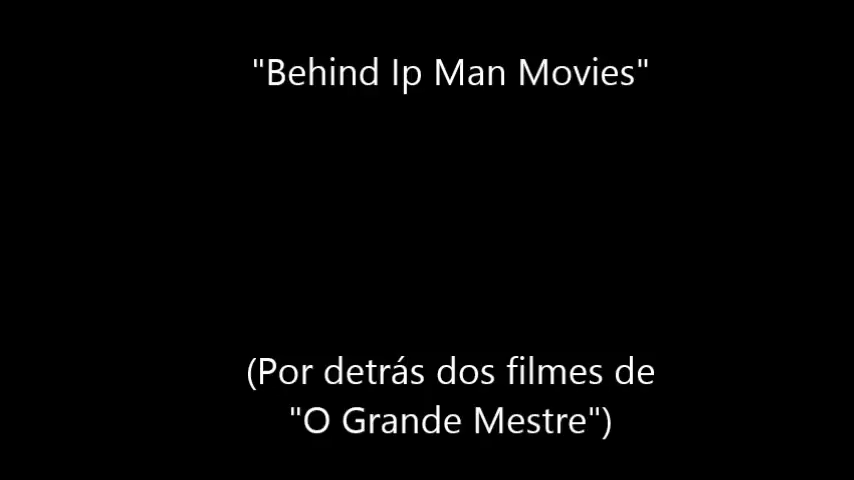 "Behind Ip Man Movies"
(Por detrás dos filmes de
"O Grande Mestre")